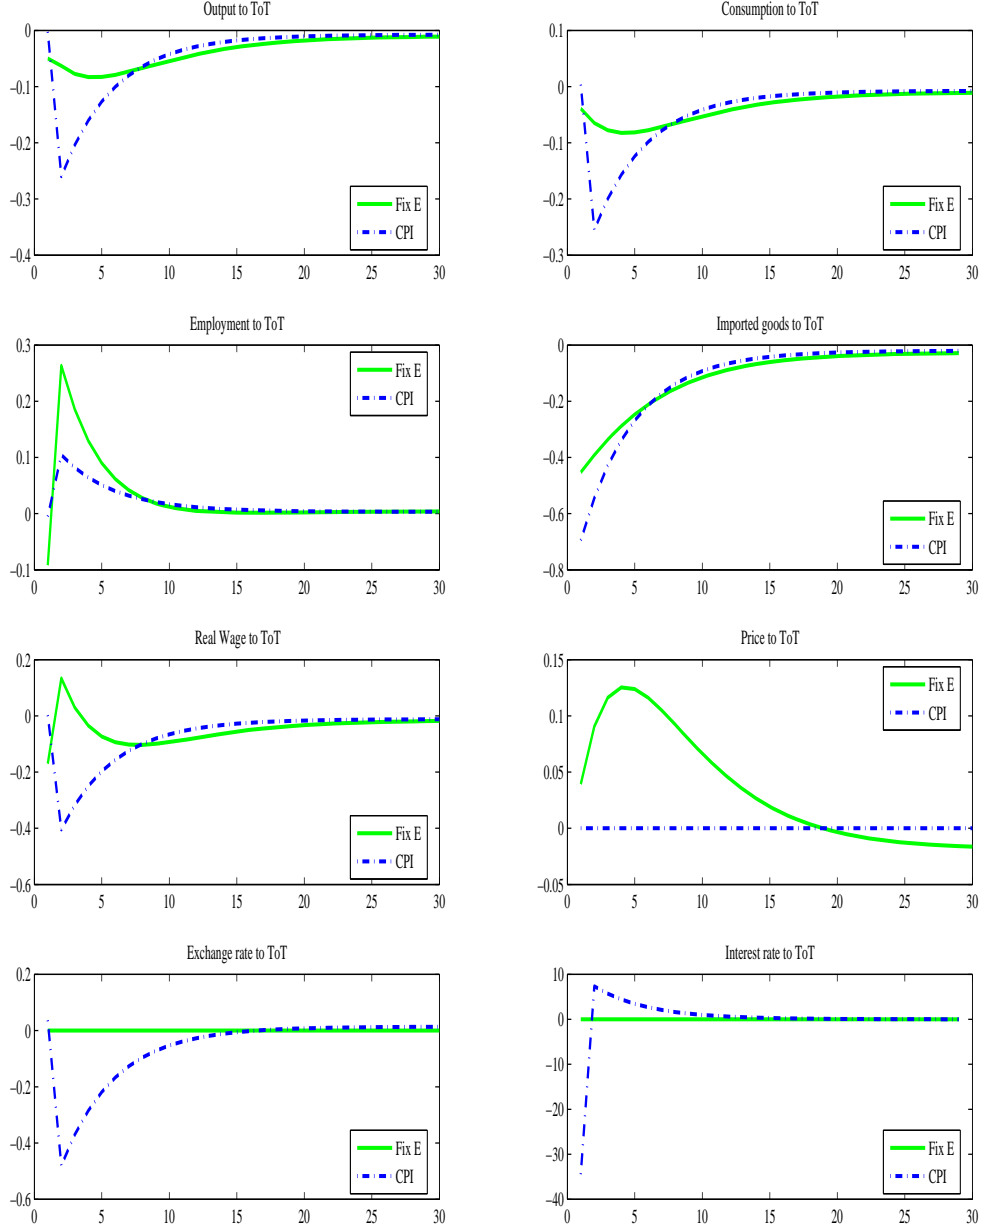 Output to ToT
0
−0.1
−0.2
−0.3
−0.4
0 5 10 15 20 25 30
Fix E
CPI
Consumption to ToT
0.1
0
−0.1
−0.2
−0.3
0 5 10 15 20 25 30
Fix E
CPI
Employment to ToT
0.3
0.2
0.1
0
−0.1
0 5 10 15 20 25 30
Fix E
CPI
Imported goods to ToT
0
−0.2
−0.4
−0.6
−0.8
0 5 10 15 20 25 30
Fix E
CPI
Real Wage to ToT
0.2
0
−0.2
−0.4
−0.6
0 5 10 15 20 25 30
Fix E
CPI
Price to ToT
0.15
0.1
0.05
0
−0.05
0 5 10 15 20 25 30
Fix E
CPI
Exchange rate to ToT
0.2
0
−0.2
−0.4
−0.6
0 5 10 15 20 25 30
Fix E
CPI
Interest rate to ToT
10
0
−10
−20
−30
−40
0 5 10 15 20 25 30
Fix E
CPI